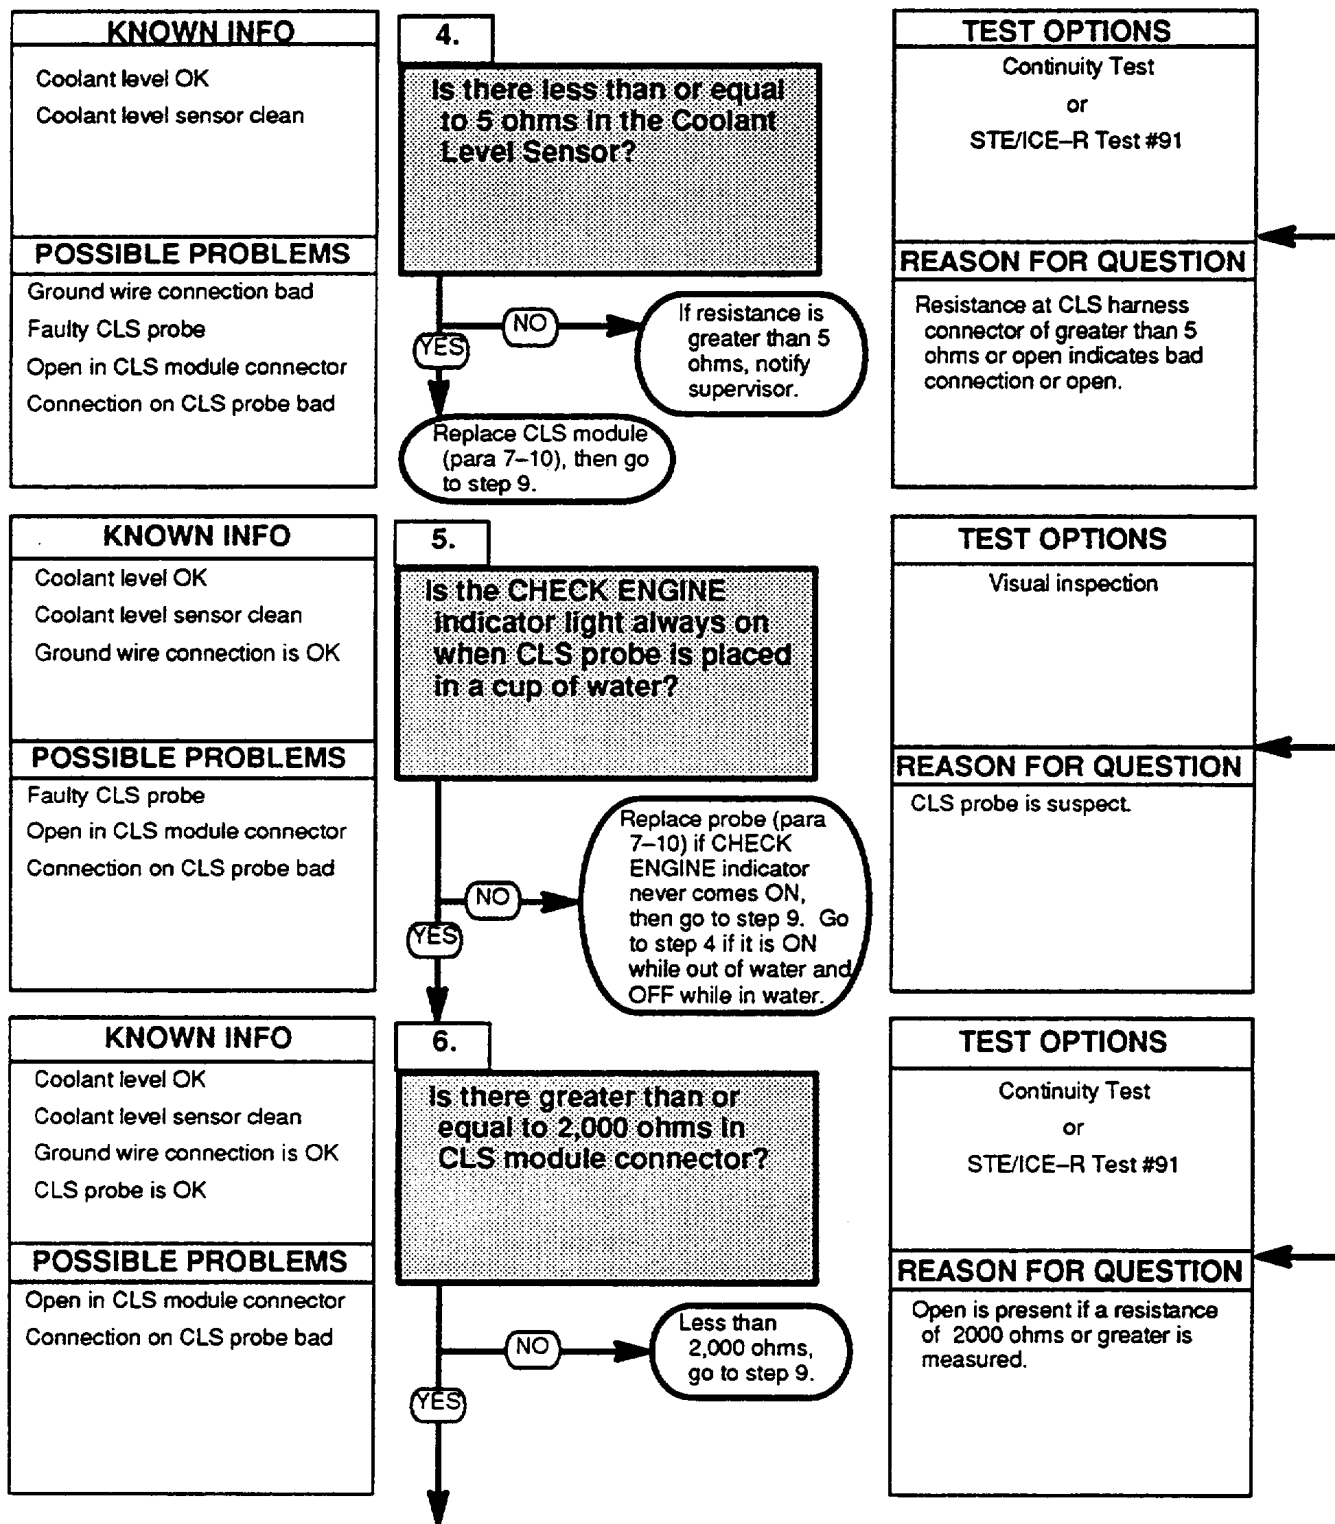 KNOWN INFO
Coolant level OK
Coolant level sensor clean
POSSIBLE PROBLEMS
Ground wire connection bad
Faulty CLS probe
Open in CLS module connector
Connection on CLS probe bad
4.
Is there less than or equal
to 5 ohms in the Coolant
Level Sensor?
NO
YES
If resistance is
greater than 5
ohms, notify
supervisor.
Replace CLS module
(para 7–10), then go
to step 9.
TEST OPTIONS
Continuity Test
or
STE/ICE–R Test #91
REASON FOR QUESTION
Resistance at CLS harness
connector of greater than 5
ohms or open indicates bad
connection or open.
KNOWN INFO
Coolant level OK
Coolant level sensor clean
Ground wire connection is OK
POSSIBLE PROBLEMS
Faulty CLS probe
Open in CLS module connector
Connection on CLS probe bad
5.
Is the CHECK ENGINE
indicator light always on
when CLS probe is placed
in a cup of water?
NO
YES
Replace probe (para
7–10) if CHECK
ENGINE indicator
never comes ON,
then go to step 9. Go
to step 4 if it is ON
while out of water and
OFF while in water.
TEST OPTIONS
Visual inspection
REASON FOR QUESTION
CLS probe is suspect.
KNOWN INFO
Coolant level OK
Coolant level sensor clean
Ground wire connection is OK
CLS probe is OK
POSSIBLE PROBLEMS
Open in CLS module connector
Connection on CLS probe bad
6.
Is there greater than or
equal to 2,000 ohms in
CLS module connector?
NO
YES
Less than
2,000 ohms,
go to step 9.
TEST OPTIONS
Continuity Test
or
STE/ICE–R Test #91
REASON FOR QUESTION
Open is present if a resistance
of 2000 ohms or greater is
measured.